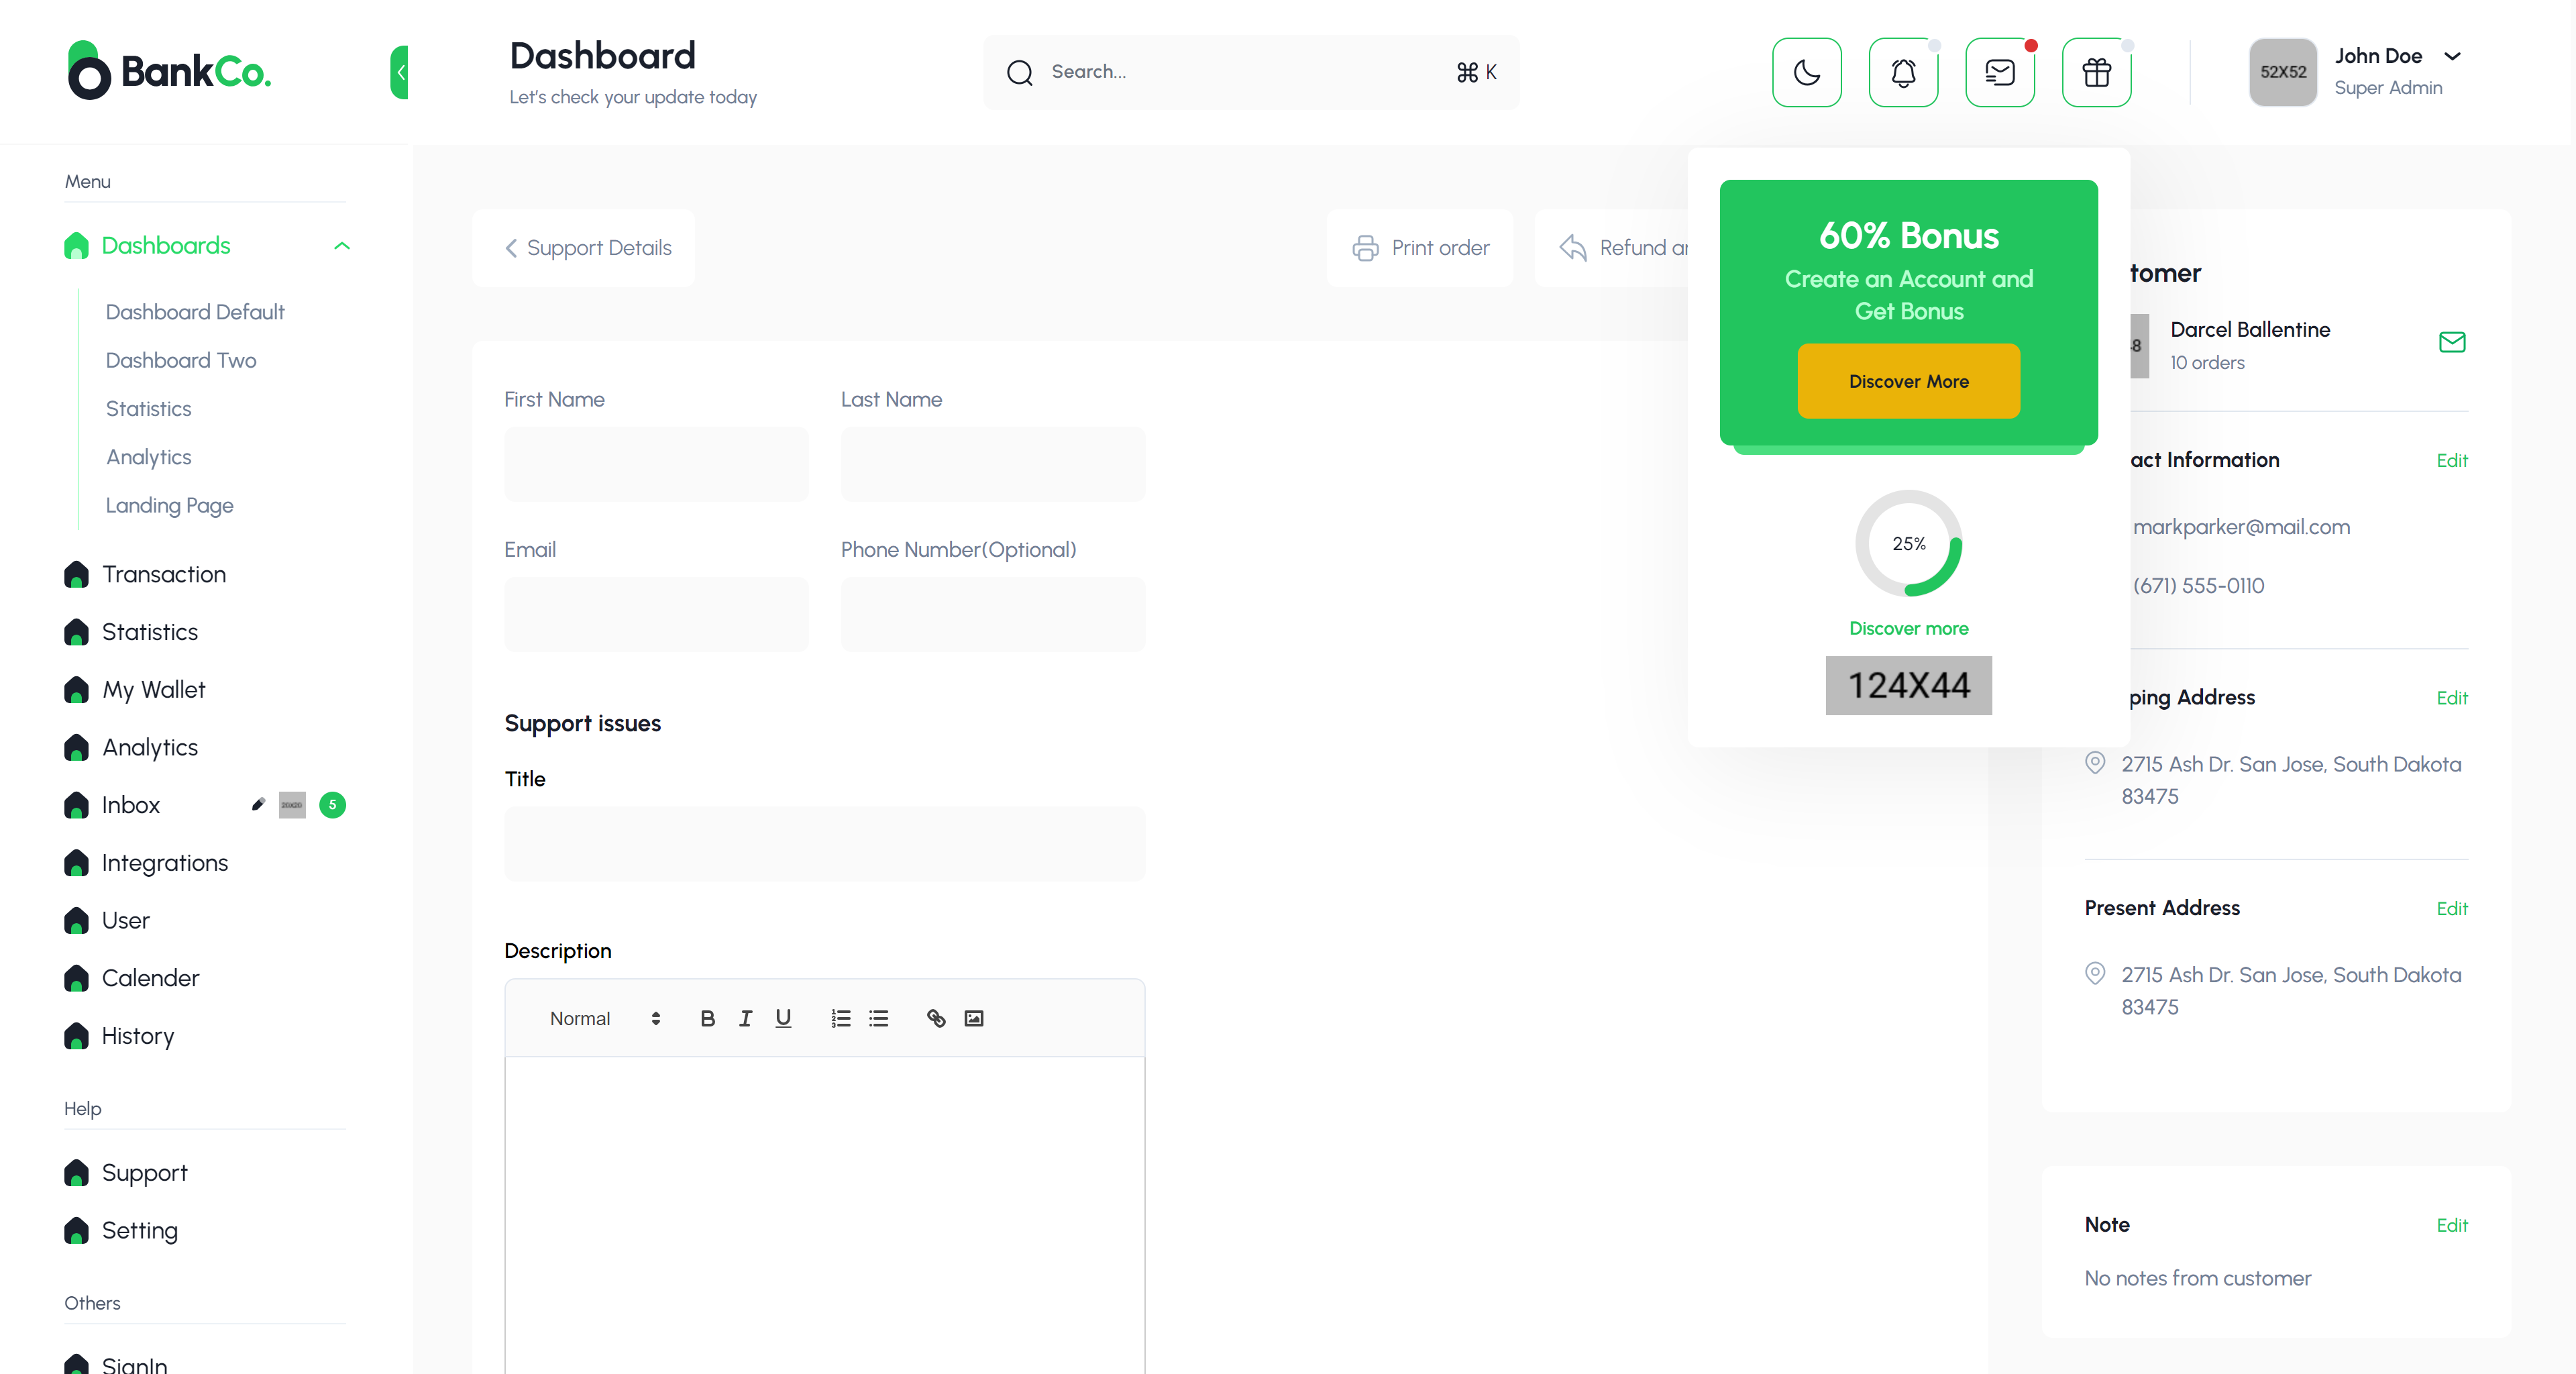 BankCo.
Dashboard
Let's check your update today
Search...
⌘ K
52X52
John Doe
Super Admin
Menu
Dashboards
Dashboard Default
Dashboard Two
Statistics
Analytics
Landing Page
Transaction
Statistics
My Wallet
Analytics
Inbox
5
Integrations
User
Calender
History
Help
Support
Setting
Others
SignIn
Support Details
Print order
Refund ar
First Name
Last Name
Email
Phone Number(Optional)
Support issues
Title
Description
Normal
B I U
60% Bonus
Create an Account and
Get Bonus
Discover More
25%
Discover more
124X44
tomer
Darcel Ballentine
10 orders
act Information
Edit
markparker@mail.com
(671) 555-0110
ping Address
Edit
2715 Ash Dr. San Jose, South Dakota
83475
Present Address
Edit
2715 Ash Dr. San Jose, South Dakota
83475
Note
Edit
No notes from customer